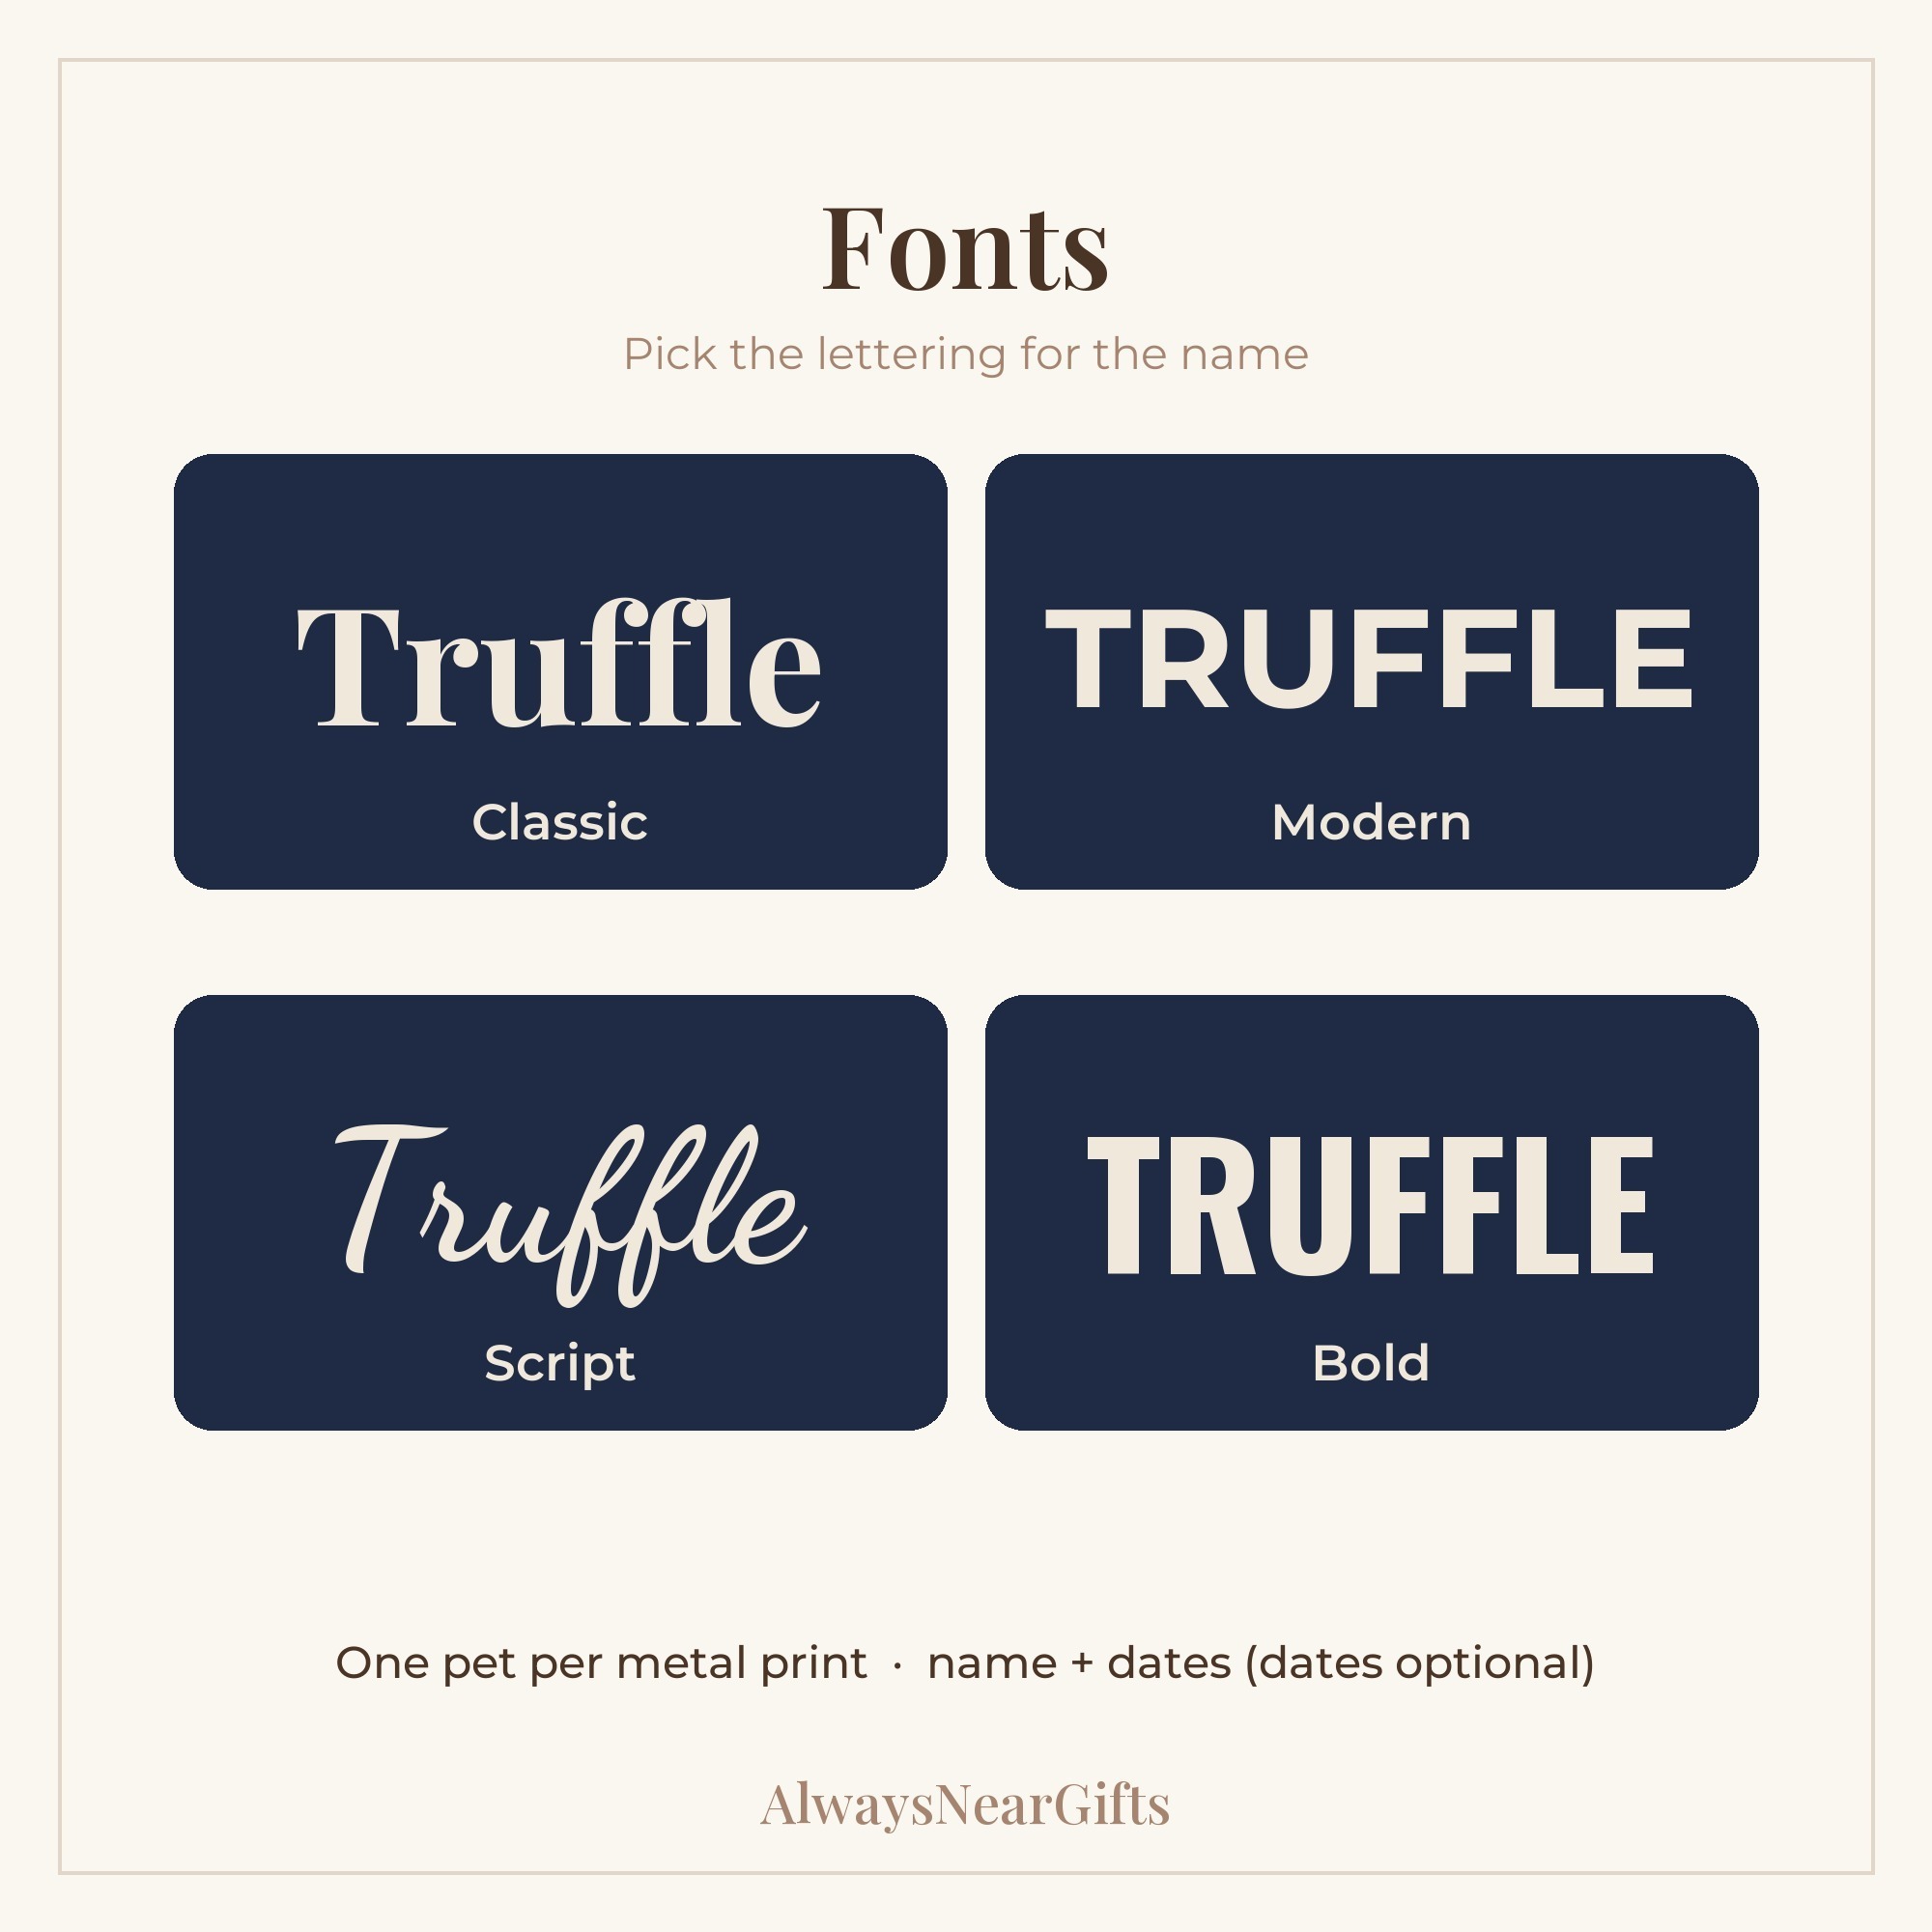 Fonts
Pick the lettering for the name
Truffle
Classic
TRUFFLE
Modern
Truffle
Script
TRUFFLE
Bold
One pet per metal print · name + dates (dates optional)
AlwaysNearGifts